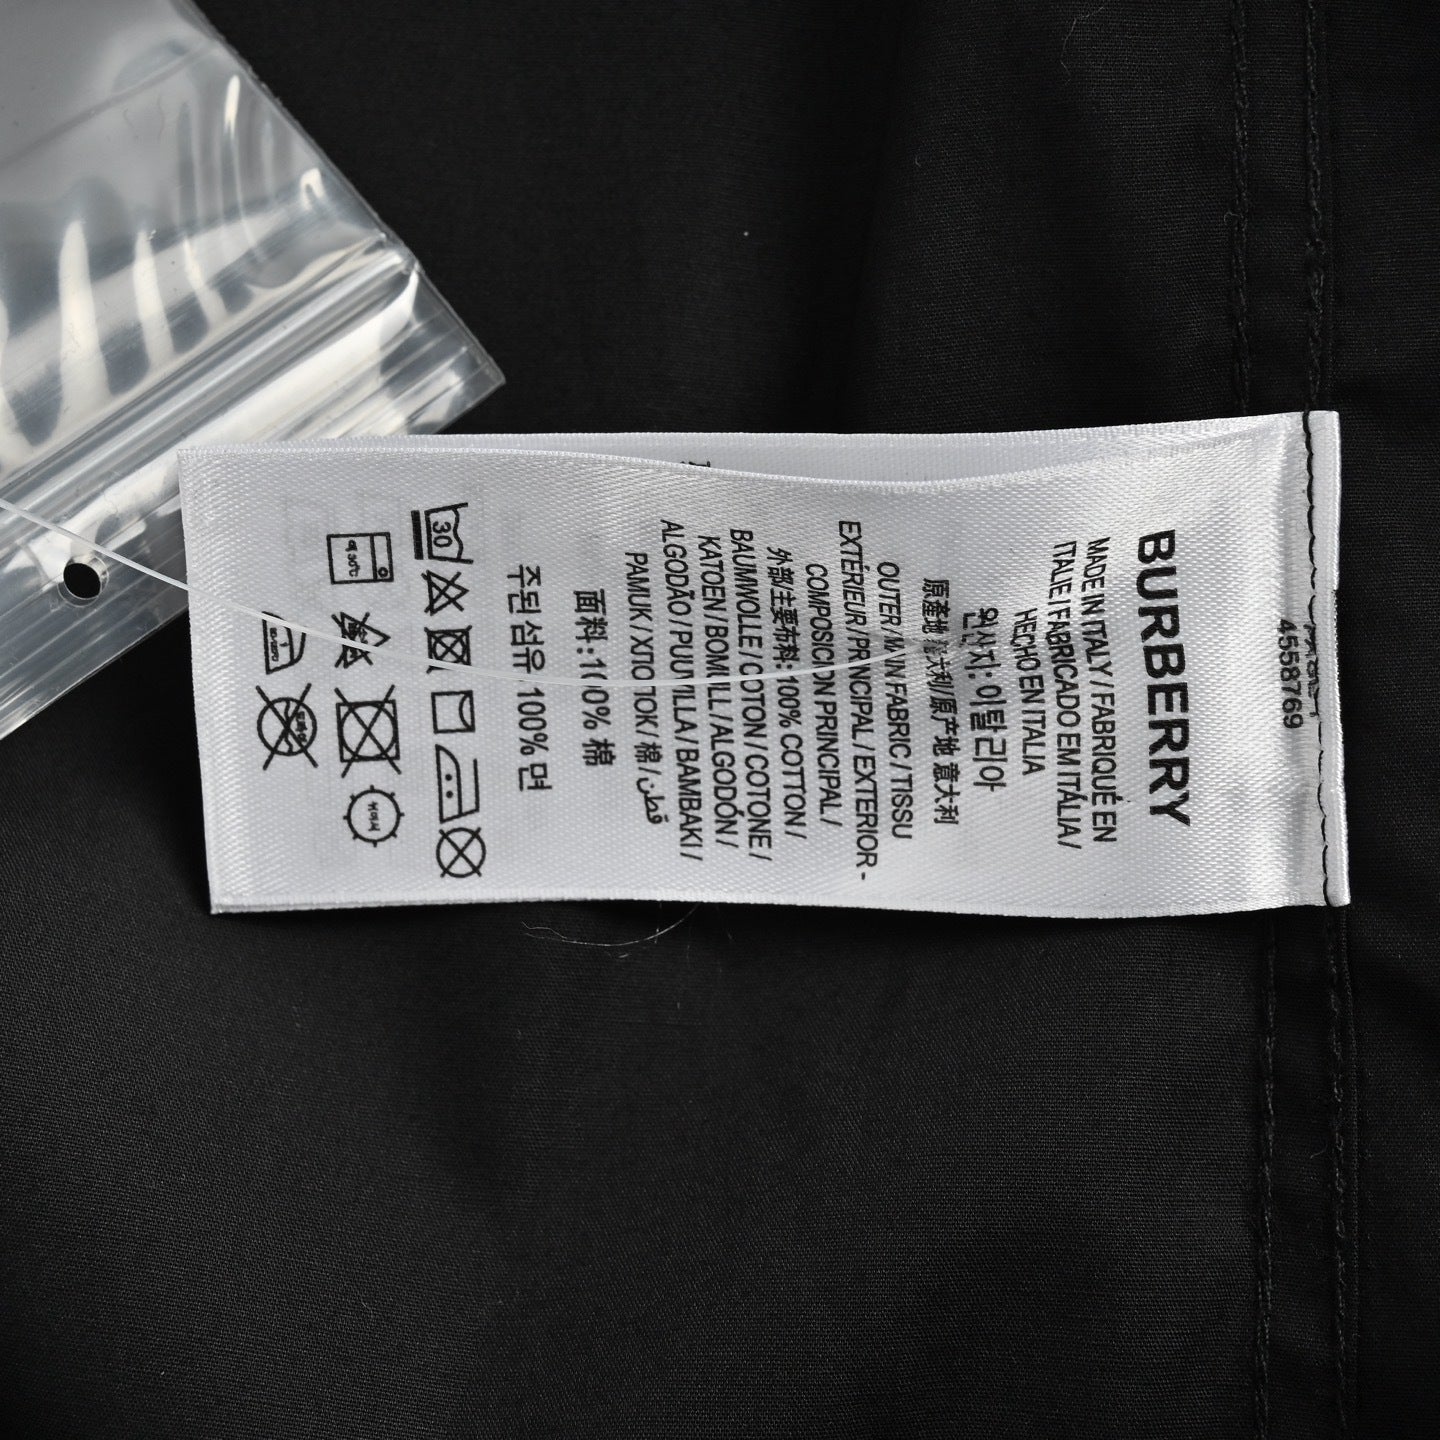 4558769
BURBERRY
MADE IN ITALY / FABRIQUÉ EN
ITALIE / FABRICADO EM ITÁLIA /
HECHO EN ITALIA
원산지: 이탈리아
原產地 意大利/原产地 意大利
OUTER / MAIN FABRIC / TISSU
EXTÉRIEUR / PRINCIPAL / EXTERIOR -
COMPOSICIÓN PRINCIPAL /
外部主要布料: 100% COTTON /
BAUMWOLLE / COTON / COTONE /
KATOEN / BOMULL / ALGODÓN /
ALGODÃO / PUUVILLA / BAMBAKI /
PAMUK / ХЛОТОК / 棉 / قطن
面料:100% 棉
주된 섬유 100% 면
30